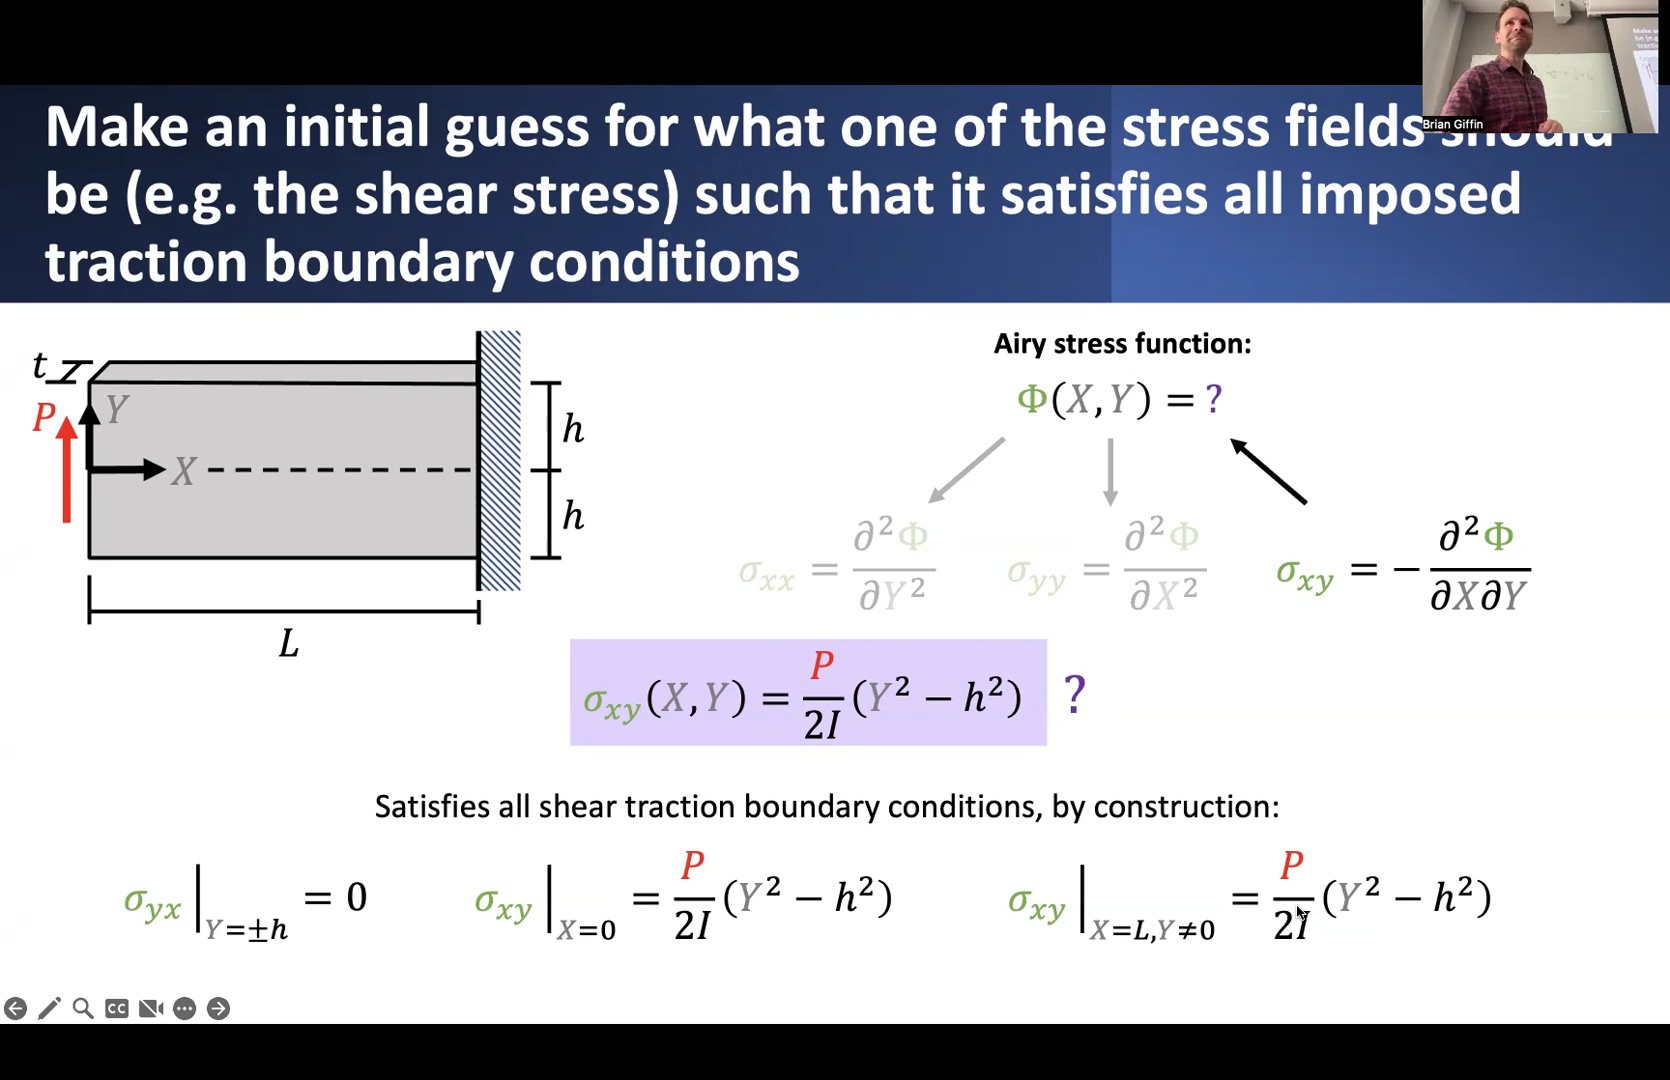 Make an initial guess for what one of the stress fields should
be (e.g. the shear stress) such that it satisfies all imposed
traction boundary conditions
Brian Giffin
t
P
Y
X
h
h
L
Airy stress function:
Φ(X, Y) = ?
σxx = ∂²Φ/∂Y²
σyy = ∂²Φ/∂X²
σxy = − ∂²Φ/∂X∂Y
σxy(X, Y) = P/2I (Y² − h²) ?
Satisfies all shear traction boundary conditions, by construction:
σyx |Y=±h = 0
σxy |X=0 = P/2I (Y² − h²)
σxy |X=L,Y≠0 = P/2I (Y² − h²)
CC